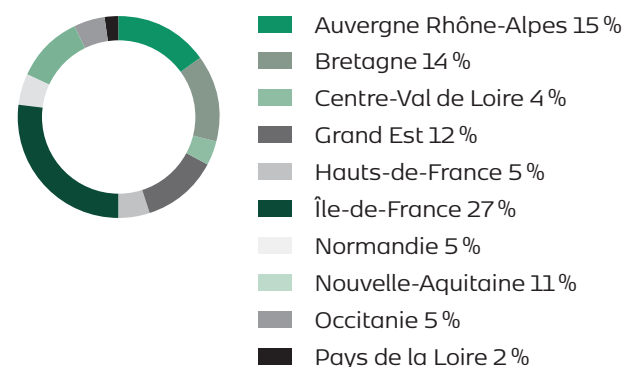 Auvergne Rhône-Alpes 15 %
Bretagne 14 %
Centre-Val de Loire 4 %
Grand Est 12 %
Hauts-de-France 5 %
Île-de-France 27 %
Normandie 5 %
Nouvelle-Aquitaine 11 %
Occitanie 5 %
Pays de la Loire 2 %